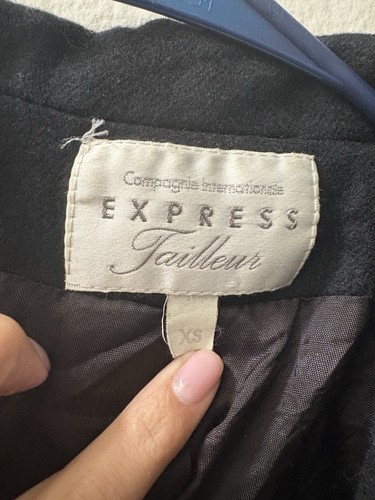 Compagnie Internationale
EXPRESS
Tailleur
XS